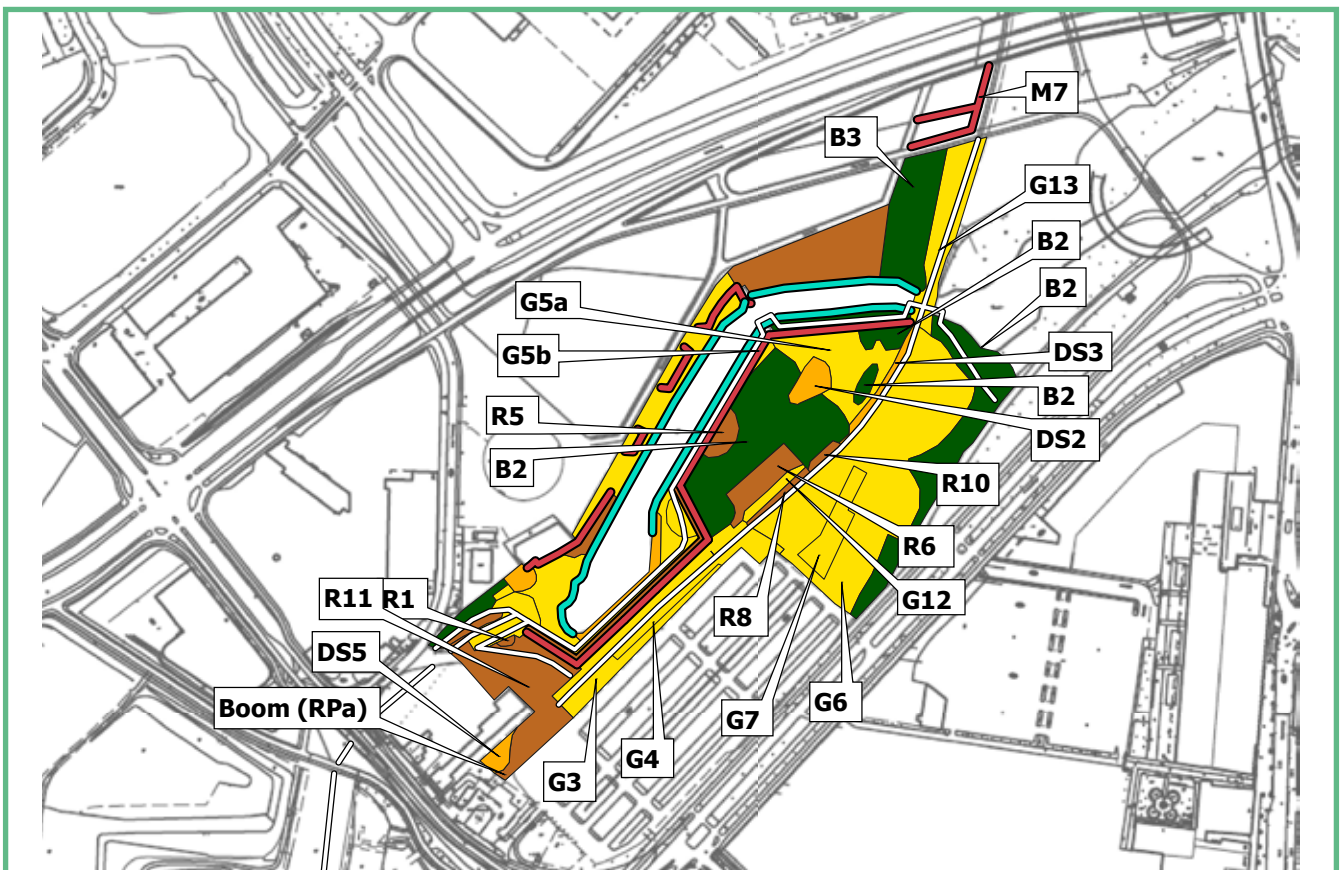 M7
B3
G13
B2
G5a
B2
G5b
DS3
R5
B2
B2
DS2
R10
R6
R11 R1
G12
DS5
R8
Boom (RPa)
G7
G6
G4
G3